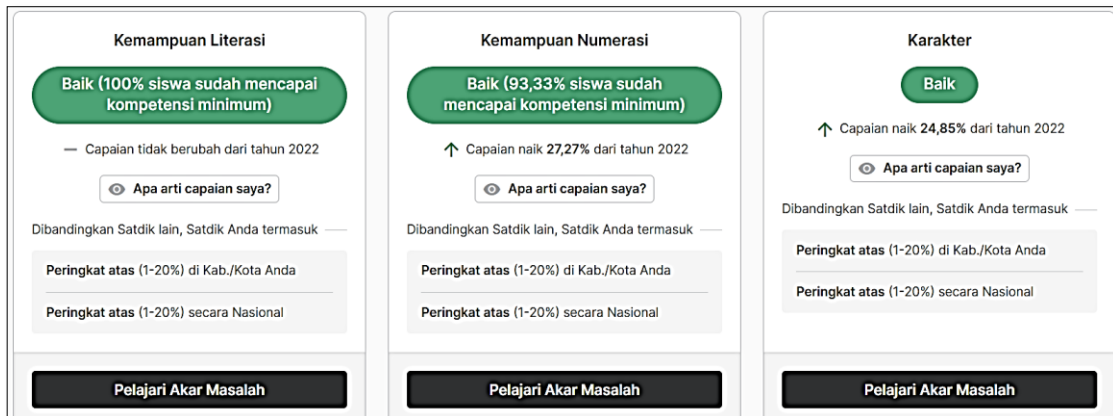 Kemampuan Literasi
Baik (100% siswa sudah mencapai
kompetensi minimum)
— Capaian tidak berubah dari tahun 2022
Apa arti capaian saya?
Dibandingkan Satdik lain, Satdik Anda termasuk
Peringkat atas (1-20%) di Kab./Kota Anda
Peringkat atas (1-20%) secara Nasional
Pelajari Akar Masalah
Kemampuan Numerasi
Baik (93,33% siswa sudah
mencapai kompetensi minimum)
↑ Capaian naik 27,27% dari tahun 2022
Apa arti capaian saya?
Dibandingkan Satdik lain, Satdik Anda termasuk
Peringkat atas (1-20%) di Kab./Kota Anda
Peringkat atas (1-20%) secara Nasional
Pelajari Akar Masalah
Karakter
Baik
↑ Capaian naik 24,85% dari tahun 2022
Apa arti capaian saya?
Dibandingkan Satdik lain, Satdik Anda termasuk
Peringkat atas (1-20%) di Kab./Kota Anda
Peringkat atas (1-20%) secara Nasional
Pelajari Akar Masalah